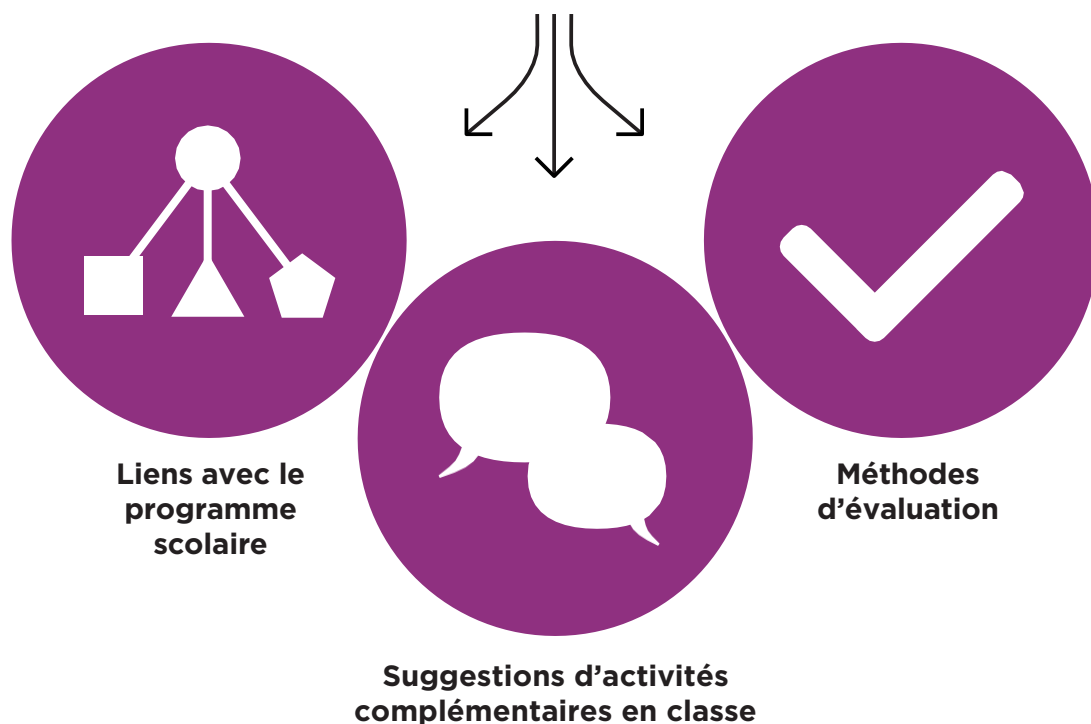 Liens avec le
programme
scolaire
Suggestions d’activités
complémentaires en classe
Méthodes
d’évaluation